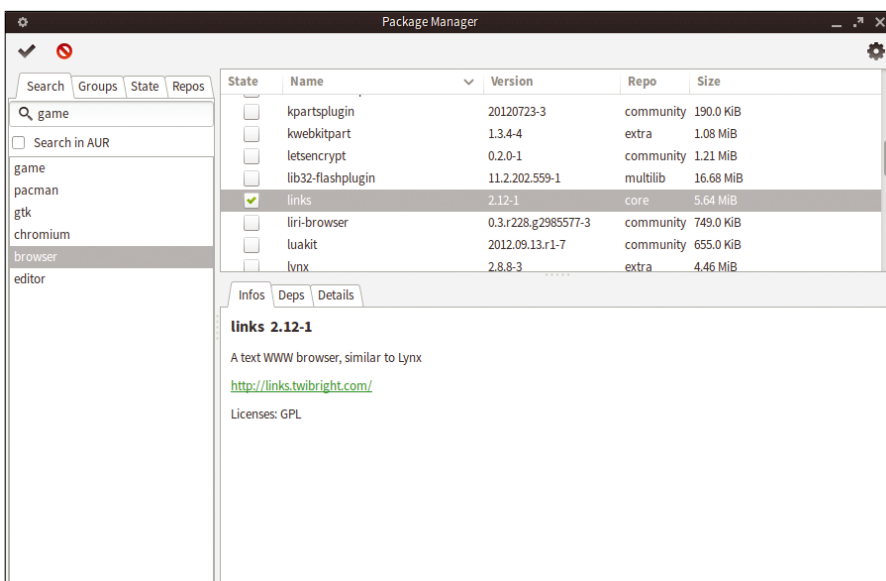 Package Manager
Search Groups State Repos
game
Search in AUR
game
pacman
gtk
chromium
browser
editor
State Name Version Repo Size
kpartsplugin 20120723-3 community 190.0 KiB
kwebkitpart 1.3.4-4 extra 1.08 MiB
letsencrypt 0.2.0-1 community 1.21 MiB
lib32-flashplugin 11.2.202.559-1 multilib 16.68 MiB
links 2.12-1 core 5.64 MiB
liri-browser 0.3.r228.g2985577-3 community 749.0 KiB
luakit 2012.09.13.r1-7 community 655.0 KiB
lynx 2.8.8-3 extra 4.46 MiB
Infos Deps Details
links 2.12-1
A text WWW browser, similar to Lynx
http://links.twibright.com/
Licenses: GPL